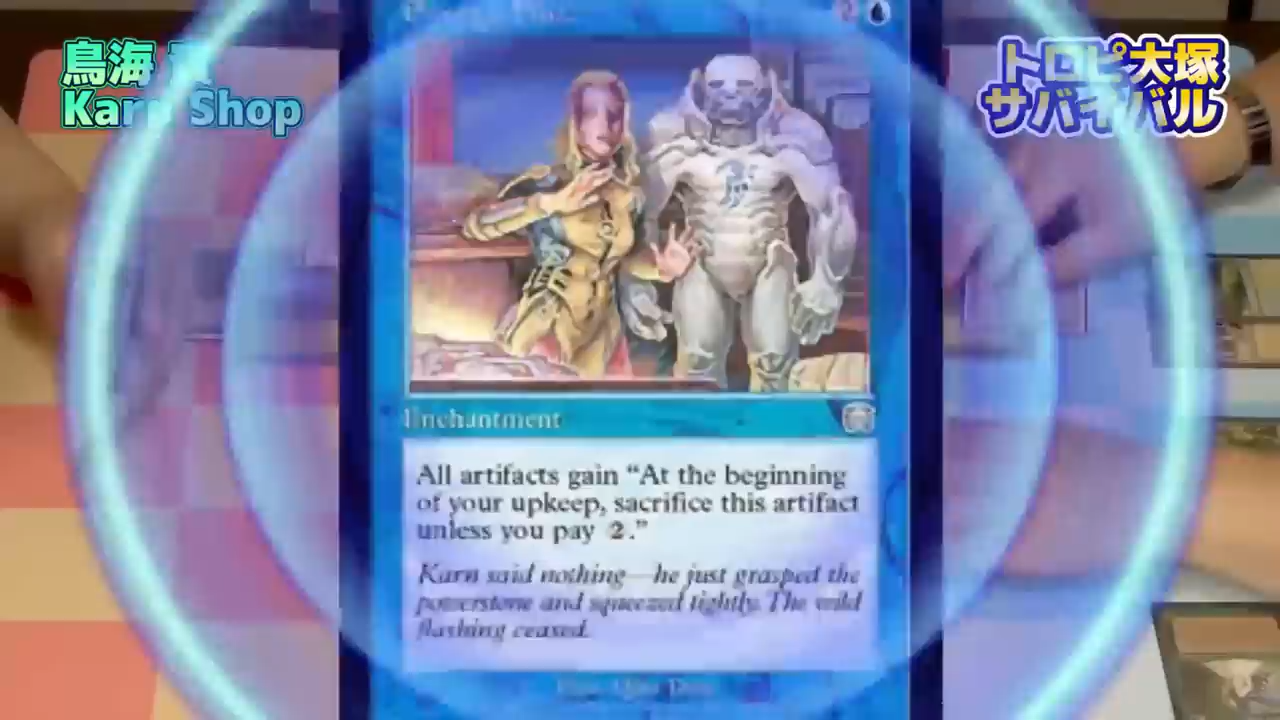 鳥海
Karn Shop
トロピ大塚
サバイバル
Enchantment
All artifacts gain “At the beginning
of your upkeep, sacrifice this artifact
unless you pay 2.”
Karn said nothing—he just grasped the
powerstone and squeezed tightly. The wild
flashing ceased.